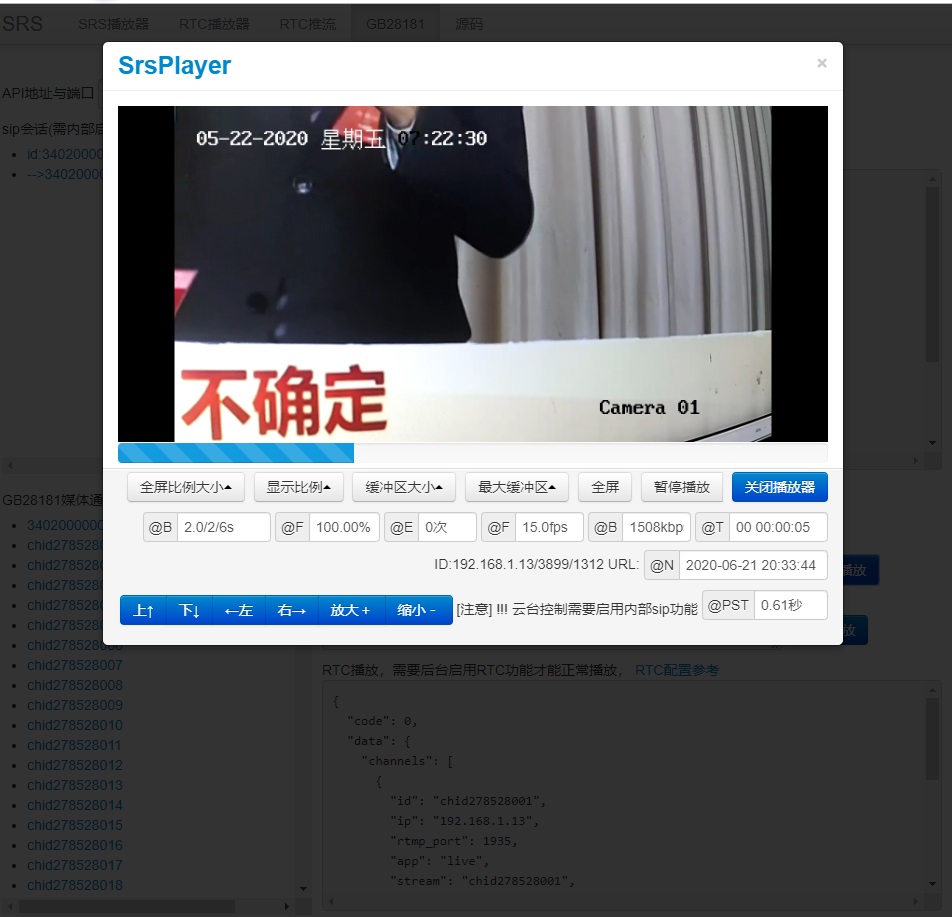 SRS SRS播放器 RTC播放器 RTC推流 GB28181 源码
SrsPlayer ×
API地址与端口
sip会话(需内部启
id:34020000
-->34020000
05-22-2020 星期五 07:22:30
不确定
Camera 01
全屏比例大小 显示比例 缓冲区大小 最大缓冲区 全屏 暂停播放 关闭播放器
GB28181媒体通
@B 2.0/2/6s @F 100.00% @E 0次 @F 15.0fps @B 1508kbp @T 00 00:00:05
ID:192.168.1.13/3899/1312 URL: @N 2020-06-21 20:33:44
播放
上↑ 下↓ ←左 右→ 放大+ 缩小- [注意] !!! 云台控制需要启用内部sip功能 @PST 0.61秒
放
3402000000
chid278528
chid278528
chid278528
chid278528
chid278528
chid278528006
chid278528007
chid278528008
chid278528009
chid278528010
chid278528011
chid278528012
chid278528013
chid278528014
chid278528015
chid278528016
chid278528017
chid278528018
RTC播放，需要后台启用RTC功能才能正常播放， RTC配置参考
{
"code": 0,
"data": {
"channels": [
{
"id": "chid278528001",
"ip": "192.168.1.13",
"rtmp_port": 1935,
"app": "live",
"stream": "chid278528001",